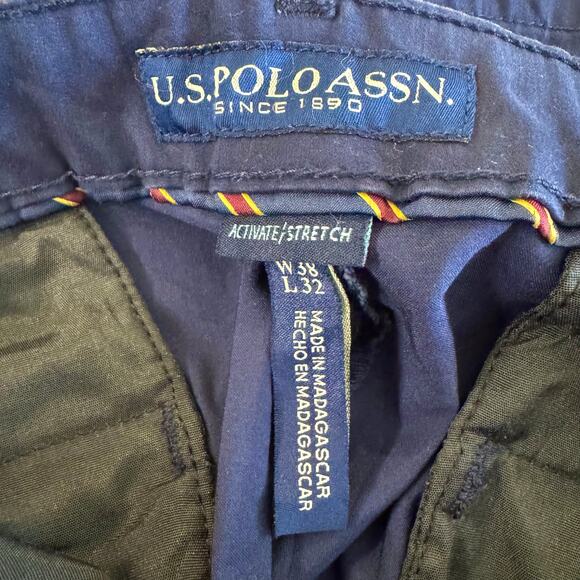 U.S. POLO ASSN.
SINCE 1890
ACTIVATE/STRETCH
W38
L32
MADE IN MADAGASCAR
HECHO EN MADAGASCAR